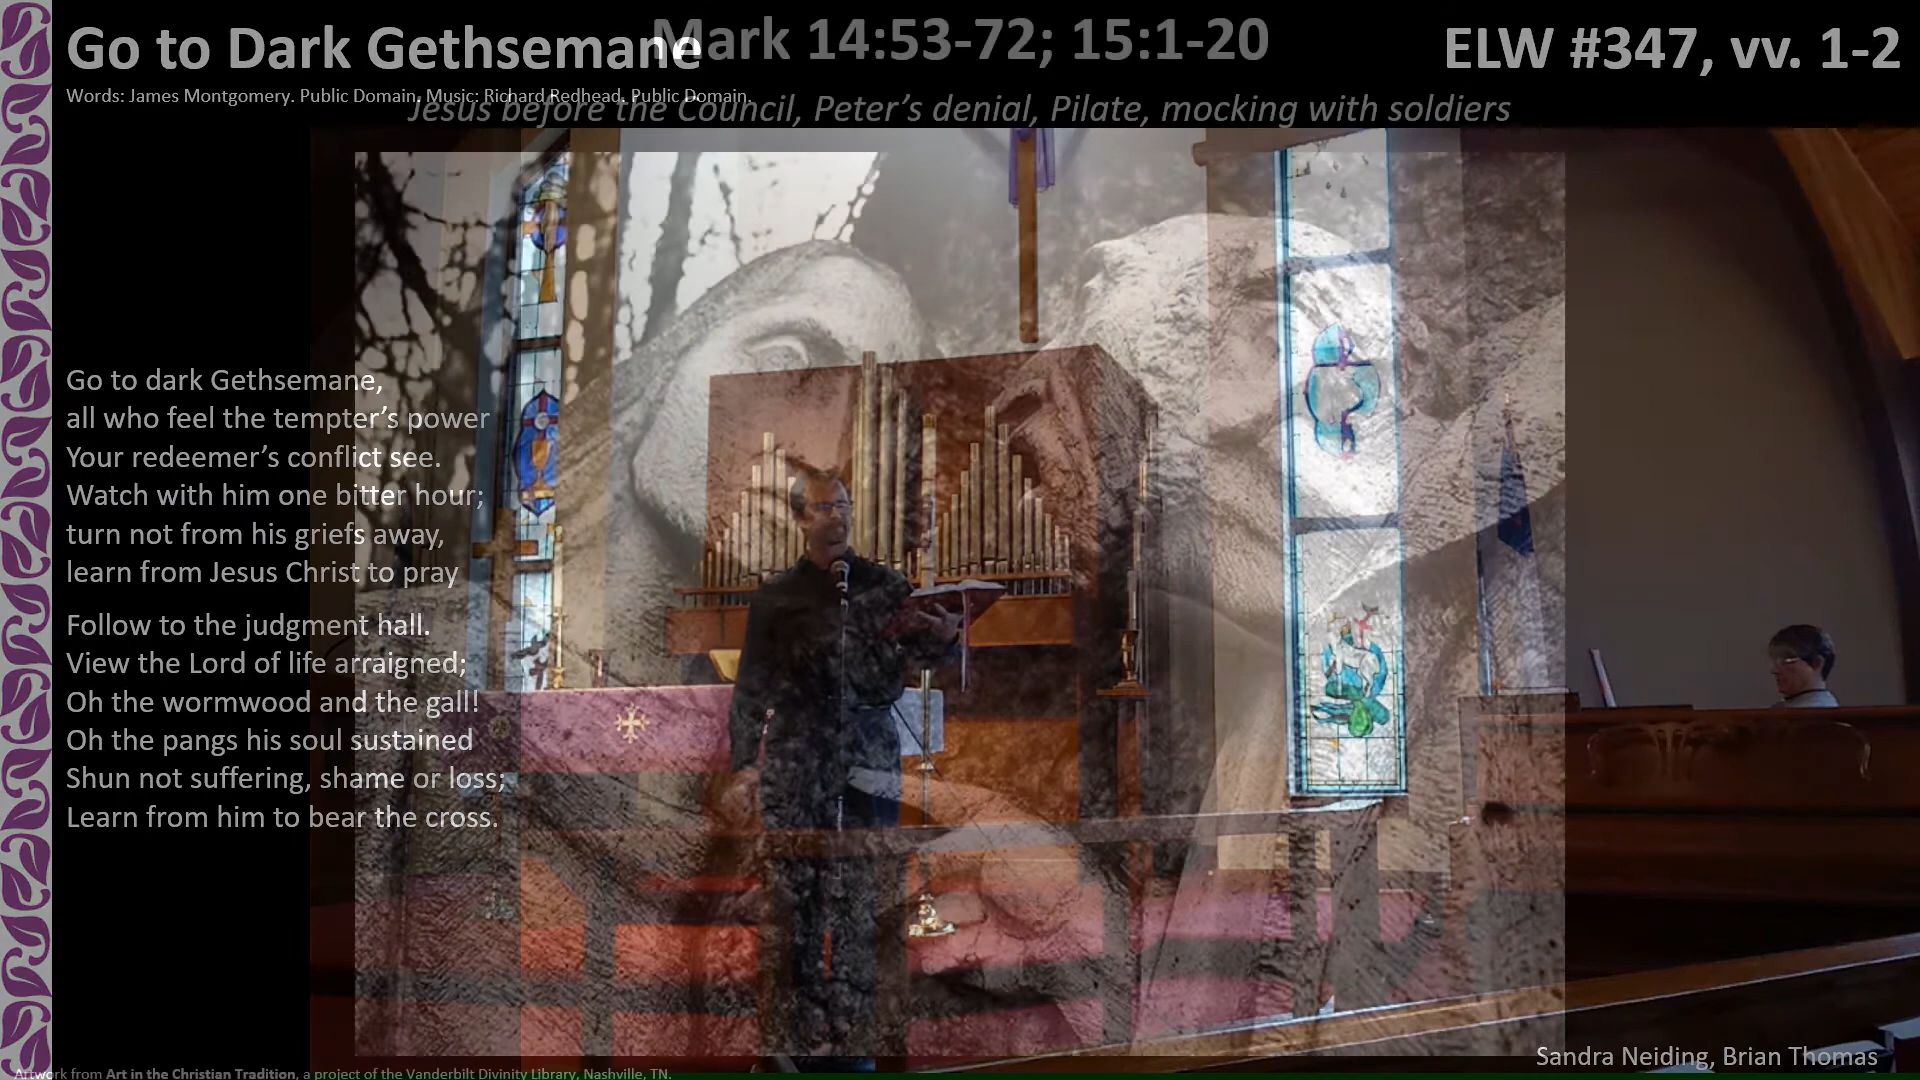 Go to Dark Gethsemane
Mark 14:53-72; 15:1-20
ELW #347, vv. 1-2
Words: James Montgomery. Public Domain. Music: Richard Redhead. Public Domain.
Jesus before the Council, Peter’s denial, Pilate, mocking with soldiers
Go to dark Gethsemane,
all who feel the tempter’s power
Your redeemer’s conflict see.
Watch with him one bitter hour;
turn not from his griefs away,
learn from Jesus Christ to pray
Follow to the judgment hall.
View the Lord of life arraigned;
Oh the wormwood and the gall!
Oh the pangs his soul sustained
Shun not suffering, shame or loss;
Learn from him to bear the cross.
Sandra Neiding, Brian Thomas
Artwork from Art in the Christian Tradition, a project of the Vanderbilt Divinity Library, Nashville, TN.